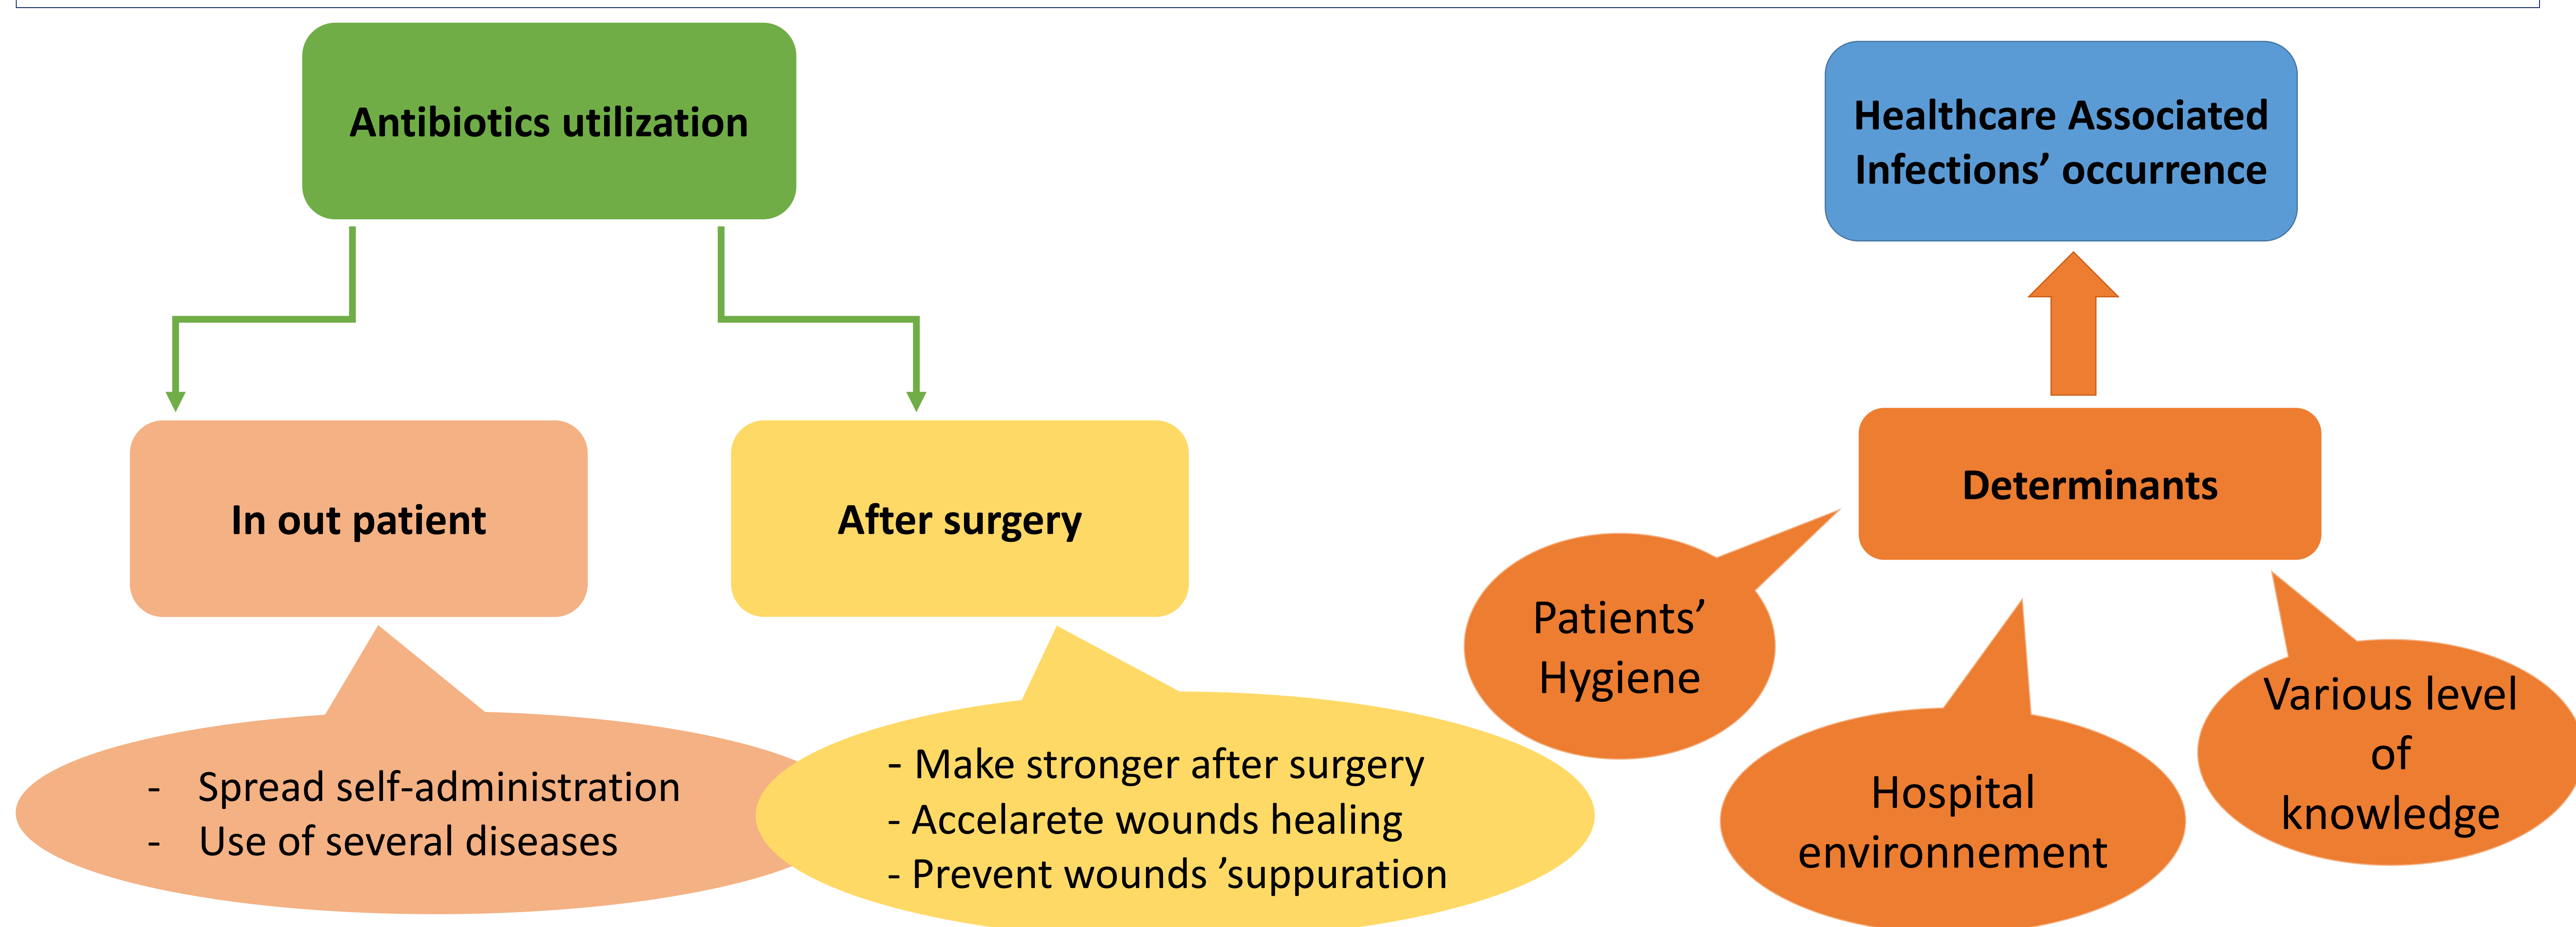 Antibiotics utilization
In out patient
After surgery
- Spread self-administration
- Use of several diseases
- Make stronger after surgery
- Accelarete wounds healing
- Prevent wounds ’suppuration
Healthcare Associated
Infections’ occurrence
Determinants
Patients’
Hygiene
Hospital
environnement
Various level
of
knowledge